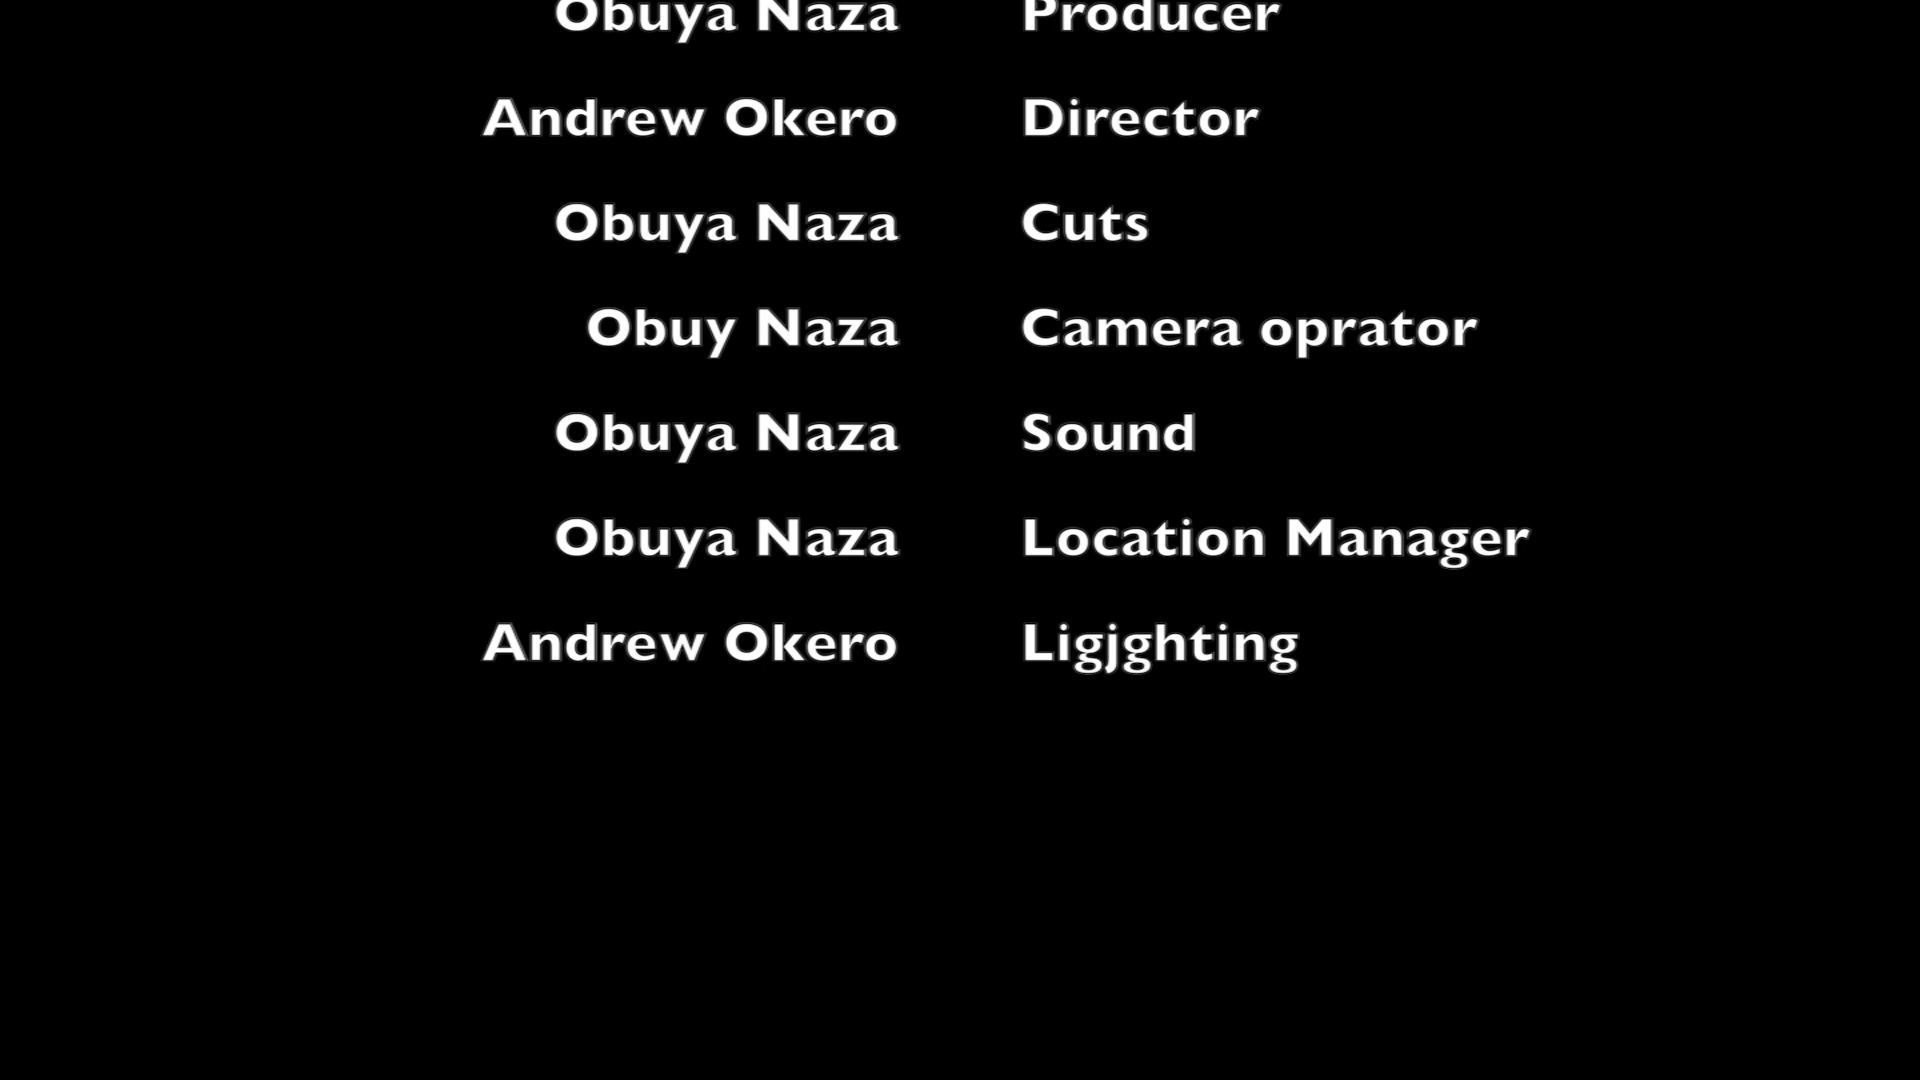 Obuya Naza Producer
Andrew Okero Director
Obuya Naza Cuts
Obuy Naza Camera oprator
Obuya Naza Sound
Obuya Naza Location Manager
Andrew Okero Ligjghting